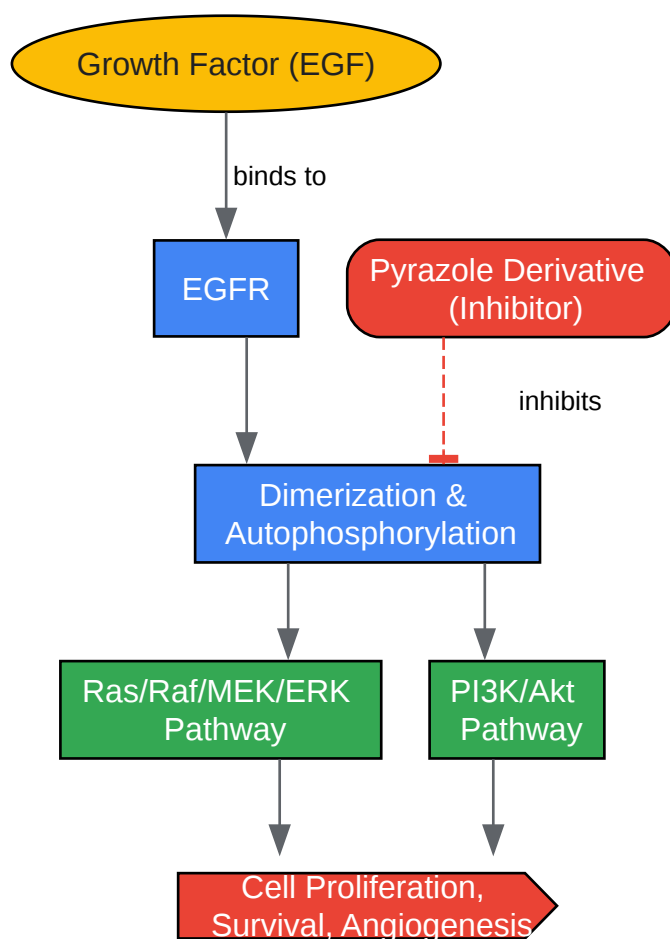 Growth Factor (EGF)
binds to
EGFR
Pyrazole Derivative
(Inhibitor)
inhibits
Dimerization &
Autophosphorylation
Ras/Raf/MEK/ERK
Pathway
PI3K/Akt
Pathway
Cell Proliferation,
Survival, Angiogenesis